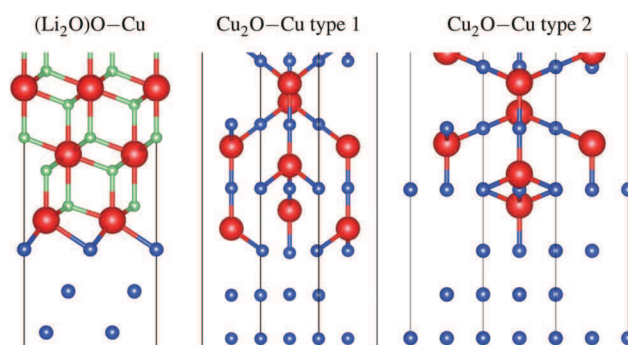 (Li₂O)O−Cu
Cu₂O−Cu type 1
Cu₂O−Cu type 2